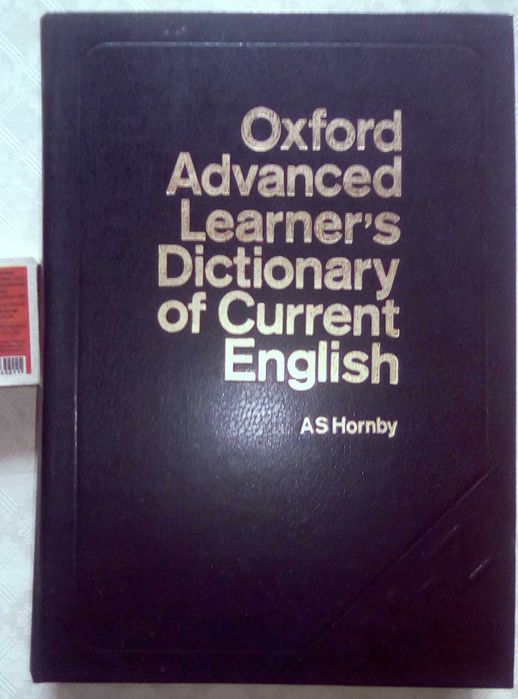 Oxford
Advanced
Learner's
Dictionary
of Current
English
AS Hornby